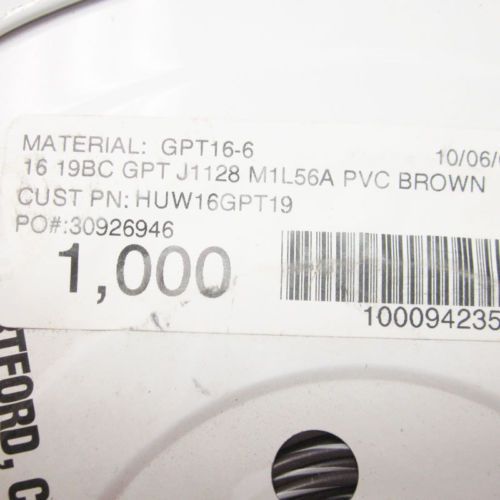 MATERIAL: GPT16-6 10/06/
16 19BC GPT J1128 M1L56A PVC BROWN
CUST PN: HUW16GPT19
PO#:30926946
1,000
100094235
TFORD, C